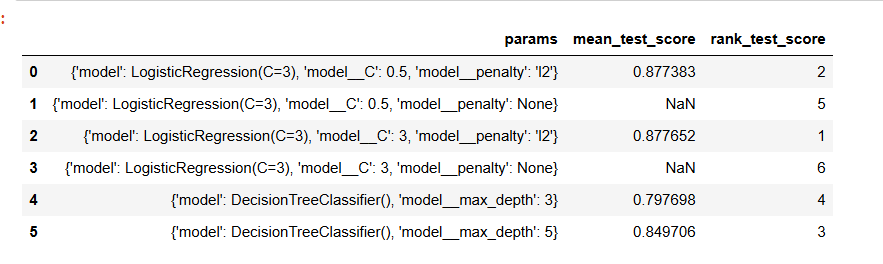 :
params mean_test_score rank_test_score
0 {'model': LogisticRegression(C=3), 'model__C': 0.5, 'model__penalty': 'l2'} 0.877383 2
1 {'model': LogisticRegression(C=3), 'model__C': 0.5, 'model__penalty': None} NaN 5
2 {'model': LogisticRegression(C=3), 'model__C': 3, 'model__penalty': 'l2'} 0.877652 1
3 {'model': LogisticRegression(C=3), 'model__C': 3, 'model__penalty': None} NaN 6
4 {'model': DecisionTreeClassifier(), 'model__max_depth': 3} 0.797698 4
5 {'model': DecisionTreeClassifier(), 'model__max_depth': 5} 0.849706 3